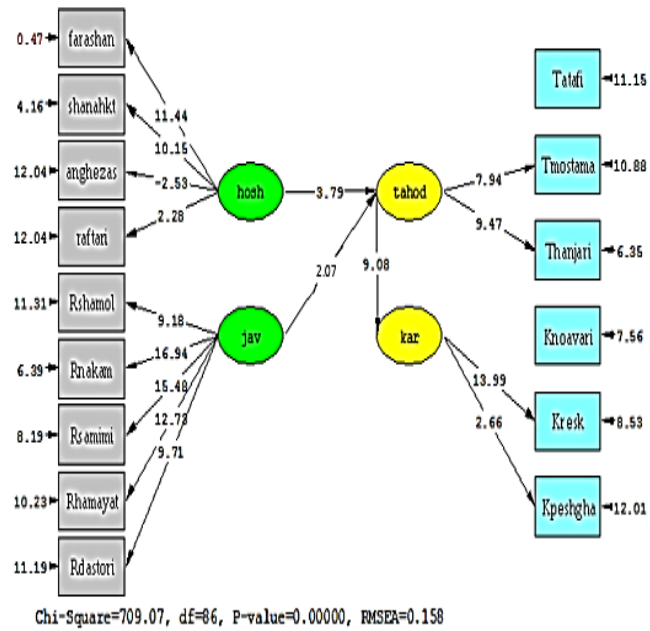 0.47 farashan
Tatafi 11.15
4.16 shanahkt
11.44
10.15
12.04 anghezas
-2.53
hosh
3.79
tahod
7.94
Tmostama 10.88
2.28
9.47
12.04 raftari
Thanjari 6.35
2.07
9.08
11.31 Rshamol
9.18
jav
kar
Knoavari 7.56
6.39 Rnakam
16.94
15.48
13.99
12.73
2.66
Kresk 8.53
8.19 Rsamimi
9.71
10.23 Rhamayat
Kpeshgha 12.01
11.19 Rdastori
Chi-Square=709.07, df=86, P-value=0.00000, RMSEA=0.158